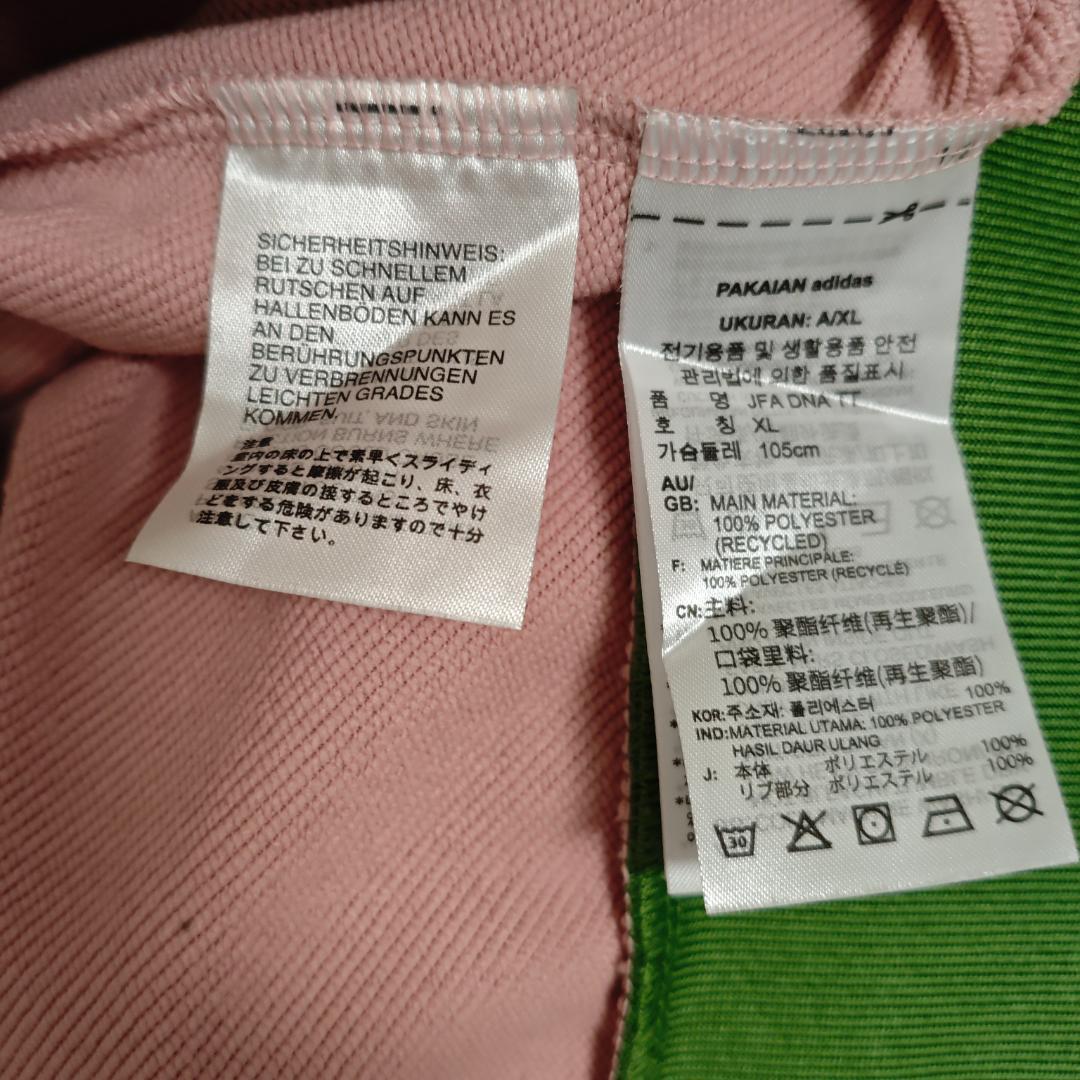 SICHERHEITSHINWEIS:
BEI ZU SCHNELLEM
RUTSCHEN AUF
HALLENBÖDEN KANN ES
AN DEN
BERÜHRUNGSPUNKTEN
ZU VERBRENNUNGEN
LEICHTEN GRADES
KOMMEN.
注意
室内の床の上で素早くスライディ
ングすると摩擦が起こり、床、衣
服及び皮膚の接するところでやけ
どをする危険がありますので十分
注意して下さい。
PAKAIAN adidas
UKURAN: A/XL
전기용품 및 생활용품 안전
관리법에 의한 품질표시
품 명 JFA DNA TT
호 칭 XL
가슴둘레 105cm
AU/
GB: MAIN MATERIAL:
100% POLYESTER
(RECYCLED)
F: MATIERE PRINCIPALE:
100% POLYESTER (RECYCLÉ)
CN:主料:
100% 聚酯纤维(再生聚酯)/
口袋里料:
100% 聚酯纤维(再生聚酯)
KOR:주소재: 폴리에스터 100%
IND:MATERIAL UTAMA: 100% POLYESTER
HASIL DAUR ULANG
J: 本体 ポリエステル 100%
リブ部分 ポリエステル 100%
30